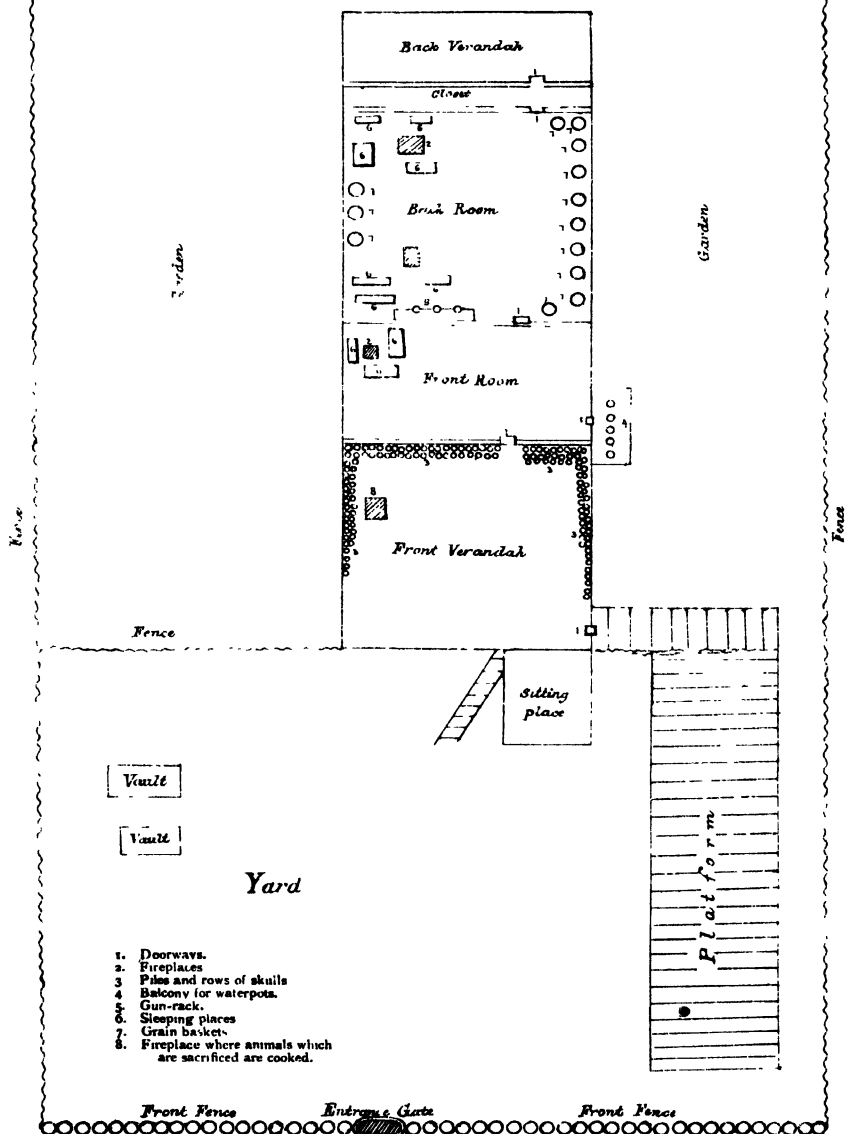 Back Verandah
Closet
Back Room
Garden
Front Room
Front Verandah
Fence
Fence
Fence
Sitting
place
Vault
Vault
Yard
Platform
1. Doorways.
2. Fireplaces
3 Piles and rows of skulls
4 Balcony for waterpots.
5 Gun-rack.
6. Sleeping places
7. Grain baskets
8. Fireplace where animals which
are sacrificed are cooked.
Front Fence Entrance Gate Front Fence